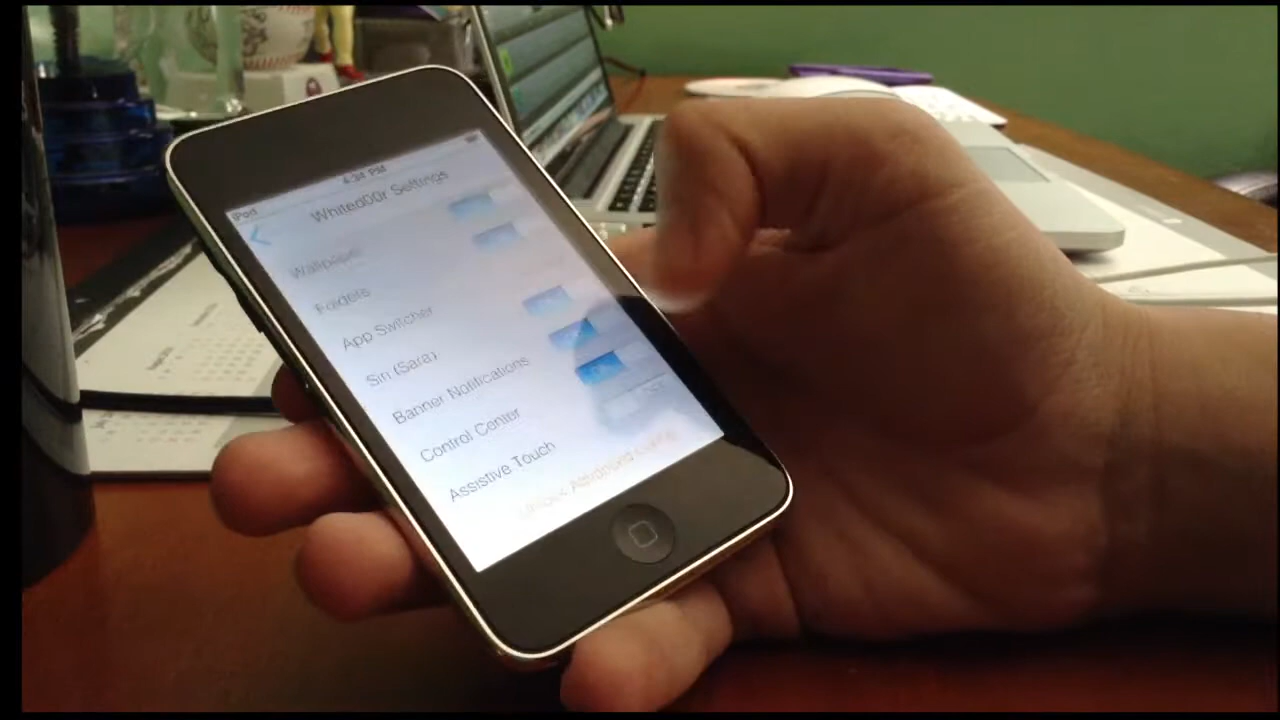 iPod
4:34 PM
Whited00r Settings
Wallpaper
Folders
App Switcher
Siri (Sara)
Banner Notifications
Control Center
Assistive Touch